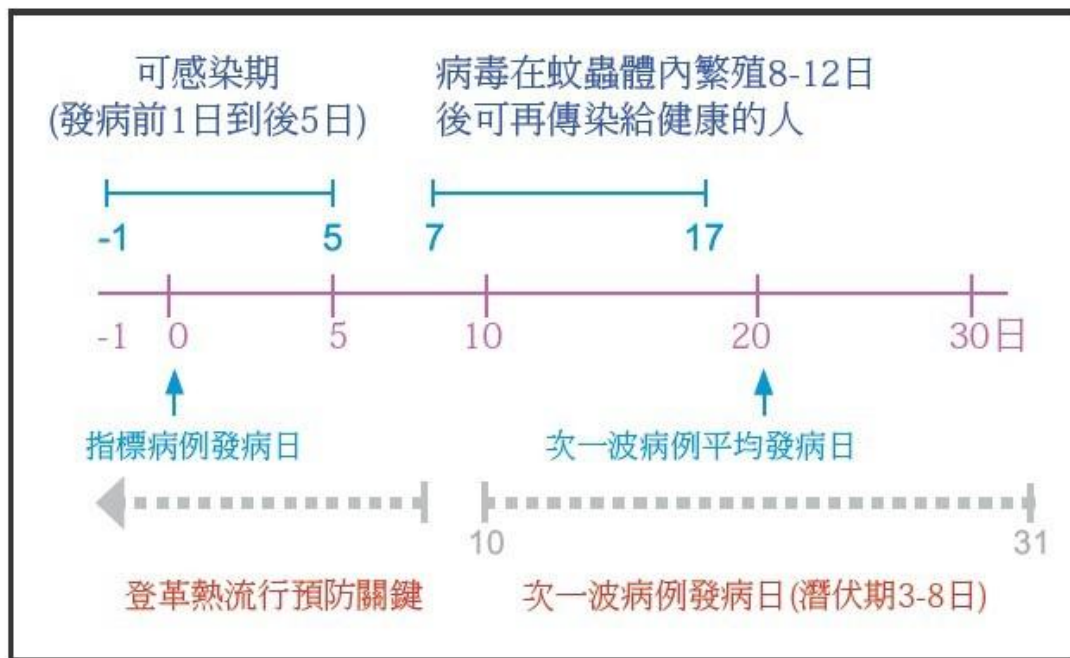 可感染期
(發病前1日到後5日)
病毒在蚊蟲體內繁殖8-12日
後可再傳染給健康的人
-1 5 7 17
-1 0 5 10 20 30日
指標病例發病日
次一波病例平均發病日
10 31
登革熱流行預防關鍵
次一波病例發病日(潛伏期3-8日)